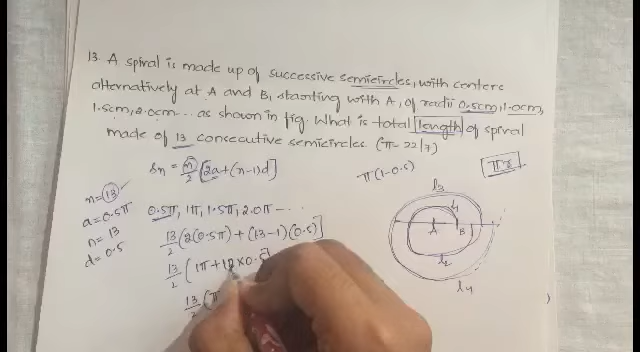 13. A spiral is made up of successive semicircles, with centers
alternatively at A and B, starting with A, of radii 0.5cm, 1.0cm,
1.5cm, 2.0cm... as shown in fig. What is total length of spiral
made of 13 consecutive semicircles (π=22/7)
Sn = n/2 [2a+(n-1)d]
π(1-0.5)
πr
n=13
a=0.5π
n=13
d=0.5
0.5π, 1π, 1.5π, 2.0π...
13/2 (2(0.5π)+(13-1)(0.5)]
13/2 (1π+12×0.5]
13/2 (π
l3
l1
A
B
l2
l4